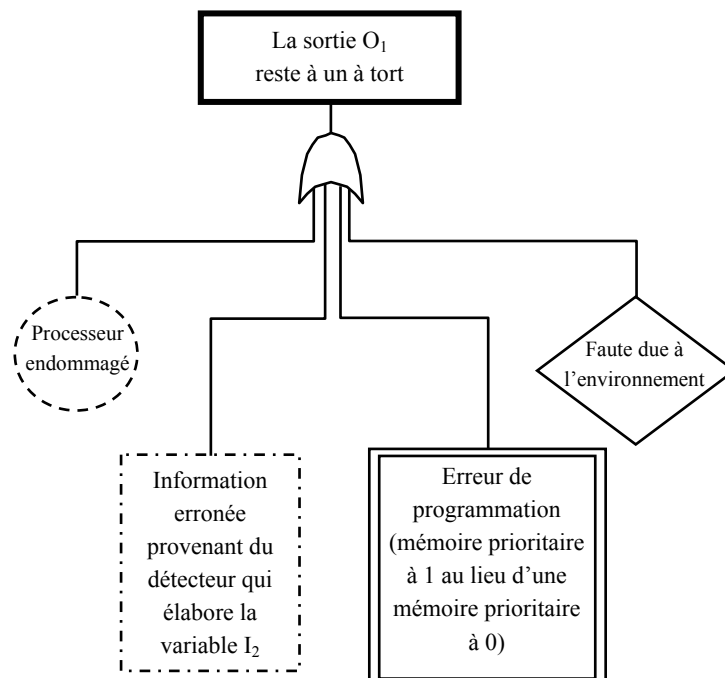 La sortie O₁
reste à un à tort
Processeur
endommagé
Faute due à
l’environnement
Information
erronée
provenant du
détecteur qui
élabore la
variable I₂
Erreur de
programmation
(mémoire prioritaire
à 1 au lieu d’une
mémoire prioritaire
à 0)